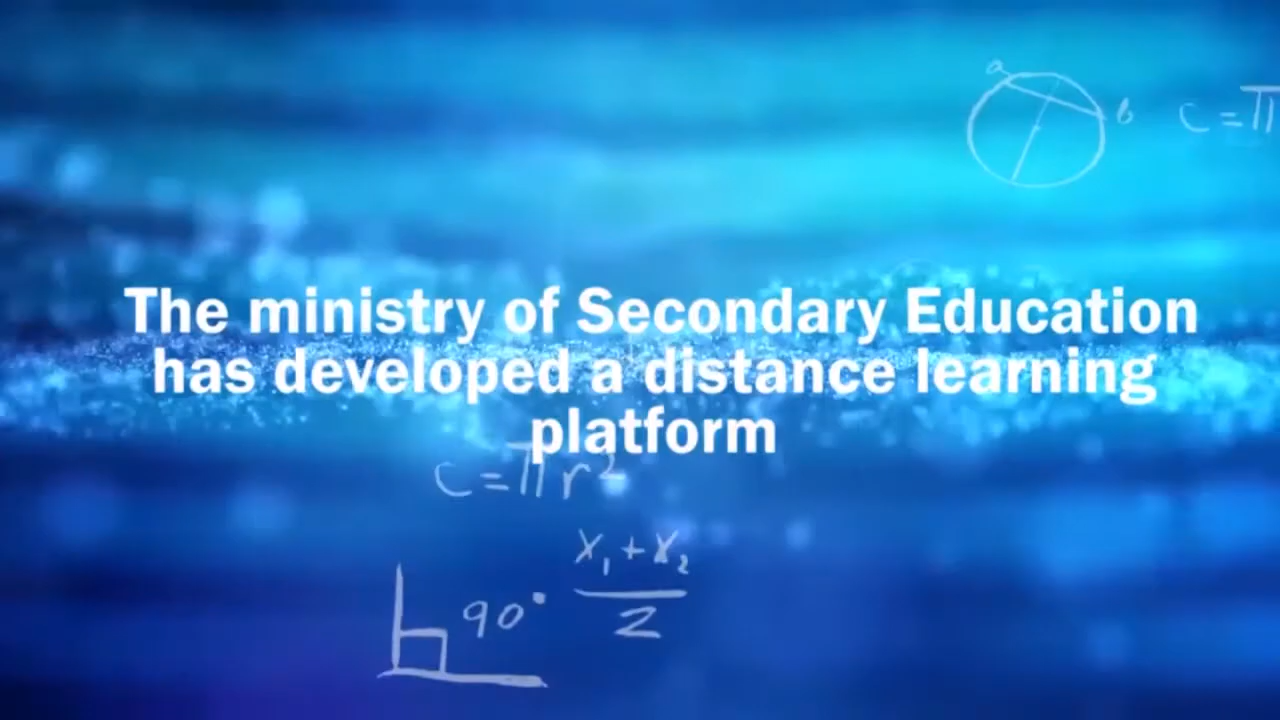 a
b
c = π
The ministry of Secondary Education
has developed a distance learning
platform
c = πr²
x₁ + x₂
2
90°